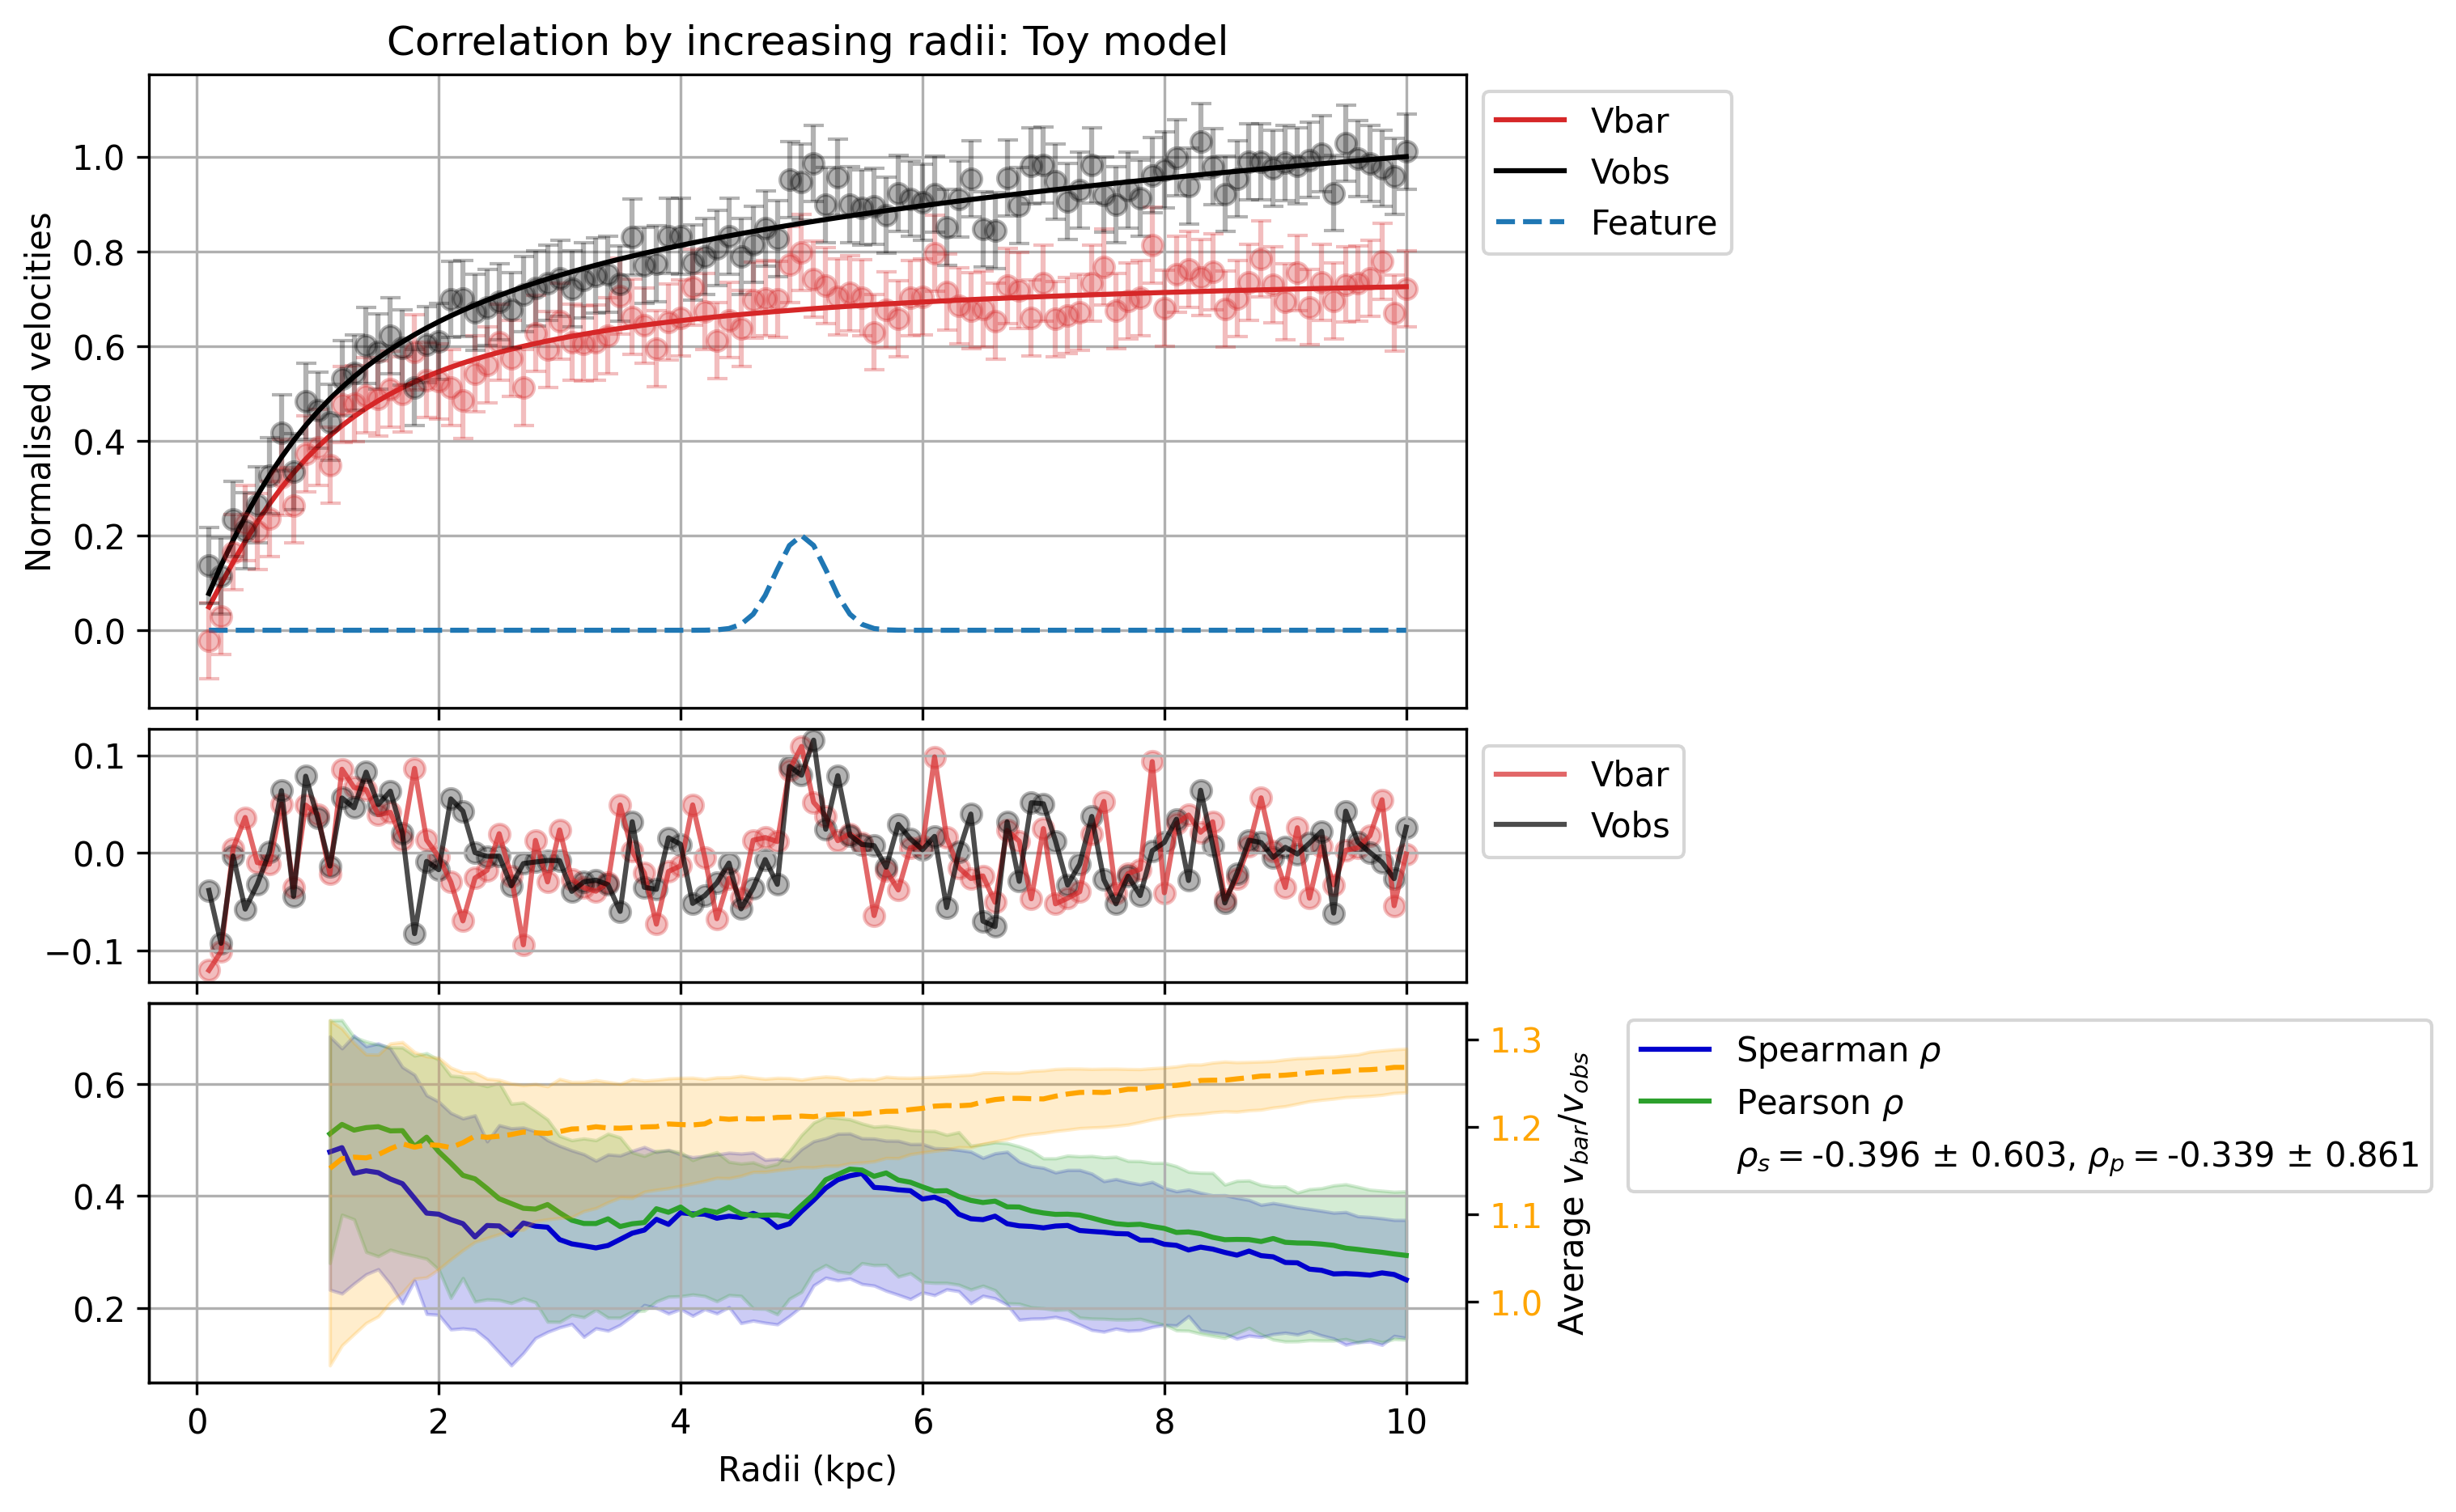 Correlation by increasing radii: Toy model
Normalised velocities
1.0
0.8
0.6
0.4
0.2
0.0
Vbar
Vobs
Feature
0.1
0.0
−0.1
Vbar
Vobs
0.6
0.4
0.2
1.3
1.2
1.1
1.0
Average v_bar/v_obs
Spearman ρ
Pearson ρ
ρ_s = -0.396 ± 0.603, ρ_p = -0.339 ± 0.861
0 2 4 6 8 10
Radii (kpc)